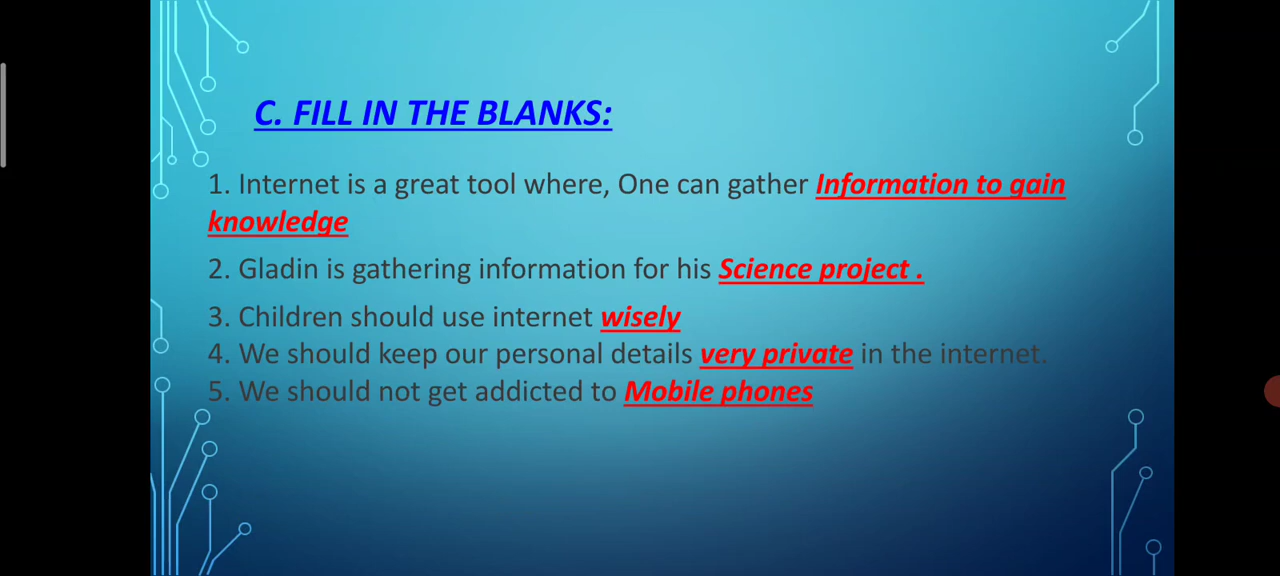 C. FILL IN THE BLANKS:
1. Internet is a great tool where, One can gather Information to gain
knowledge
2. Gladin is gathering information for his Science project .
3. Children should use internet wisely
4. We should keep our personal details very private in the internet.
5. We should not get addicted to Mobile phones